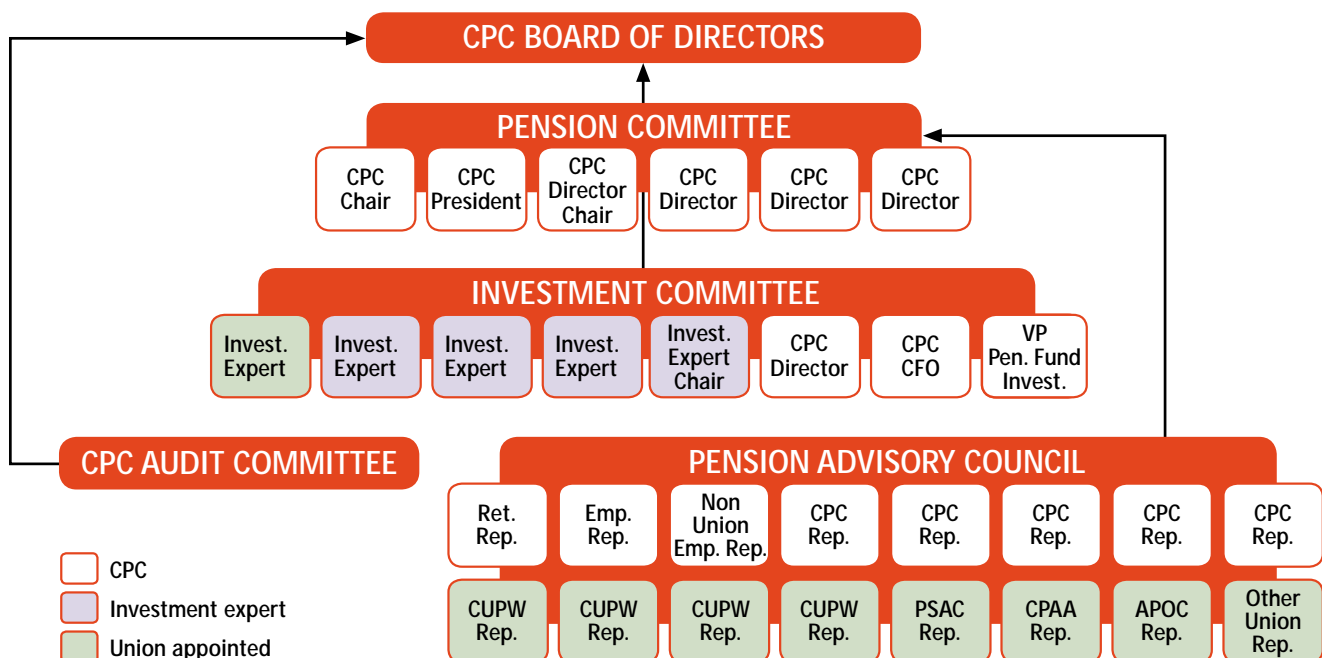 CPC BOARD OF DIRECTORS
PENSION COMMITTEE
CPC
Chair
CPC
President
CPC
Director
Chair
CPC
Director
CPC
Director
CPC
Director
INVESTMENT COMMITTEE
Invest.
Expert
Invest.
Expert
Invest.
Expert
Invest.
Expert
Invest.
Expert
Chair
CPC
Director
CPC
CFO
VP
Pen. Fund
Invest.
CPC AUDIT COMMITTEE
PENSION ADVISORY COUNCIL
Ret.
Rep.
Emp.
Rep.
Non
Union
Emp. Rep.
CPC
Rep.
CPC
Rep.
CPC
Rep.
CPC
Rep.
CPC
Rep.
CUPW
Rep.
CUPW
Rep.
CUPW
Rep.
CUPW
Rep.
PSAC
Rep.
CPAA
Rep.
APOC
Rep.
Other
Union
Rep.
CPC
Investment expert
Union appointed